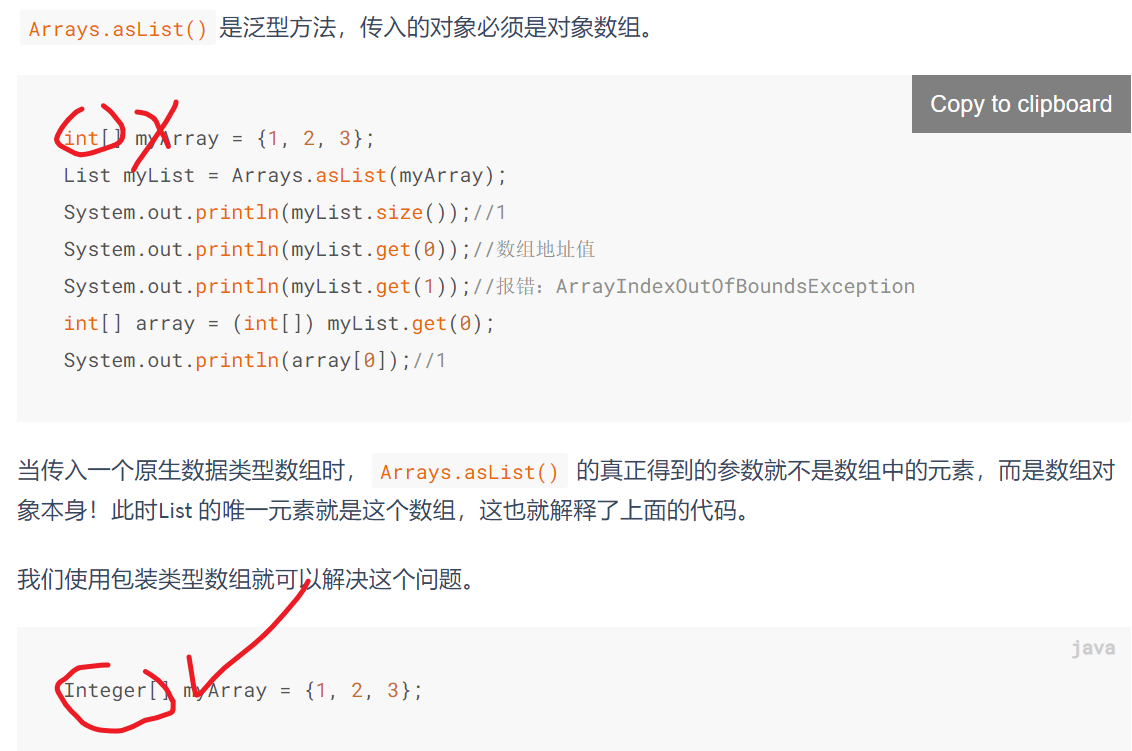 Arrays.asList() 是泛型方法，传入的对象必须是对象数组。
Copy to clipboard
int[] myArray = {1, 2, 3};
List myList = Arrays.asList(myArray);
System.out.println(myList.size());//1
System.out.println(myList.get(0));//数组地址值
System.out.println(myList.get(1));//报错：ArrayIndexOutOfBoundsException
int[] array = (int[]) myList.get(0);
System.out.println(array[0]);//1
当传入一个原生数据类型数组时， Arrays.asList() 的真正得到的参数就不是数组中的元素，而是数组对
象本身！此时List 的唯一元素就是这个数组，这也就解释了上面的代码。
我们使用包装类型数组就可以解决这个问题。
java
Integer[] myArray = {1, 2, 3};